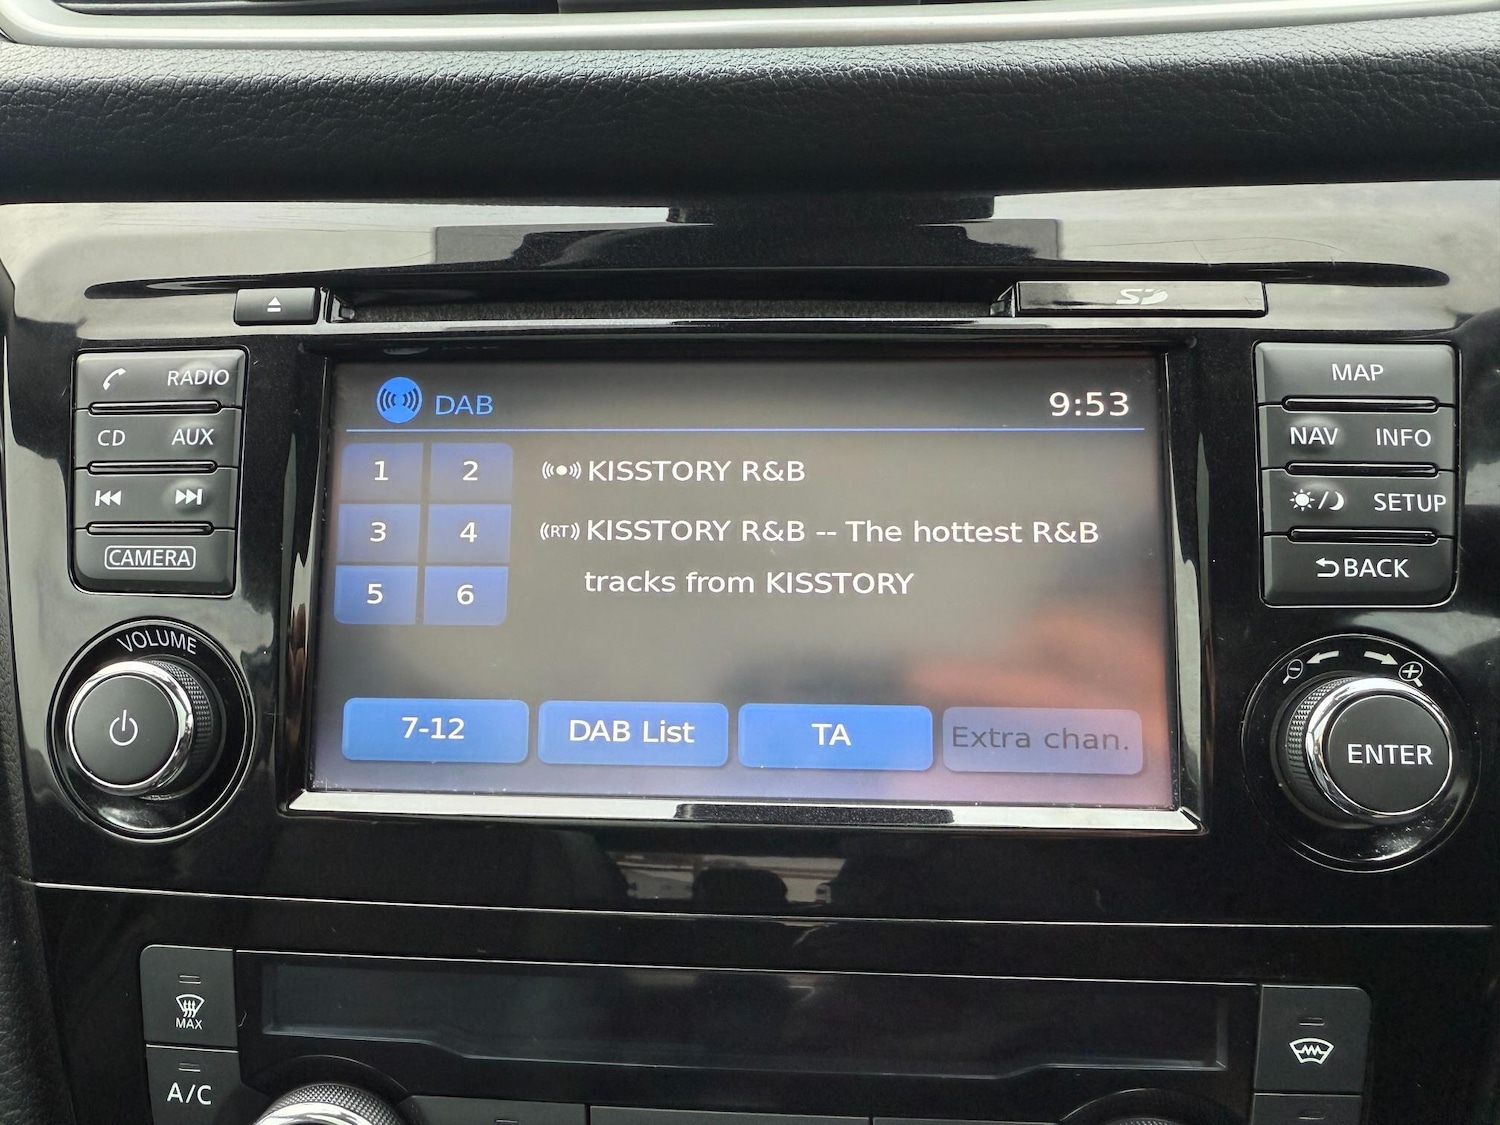 SD
RADIO
CD AUX
CAMERA
VOLUME
DAB 9:53
1 2
3 4
5 6
KISSTORY R&B
(RT) KISSTORY R&B -- The hottest R&B
tracks from KISSTORY
7-12 DAB List TA Extra chan.
MAP
NAV INFO
SETUP
BACK
ENTER
MAX
A/C